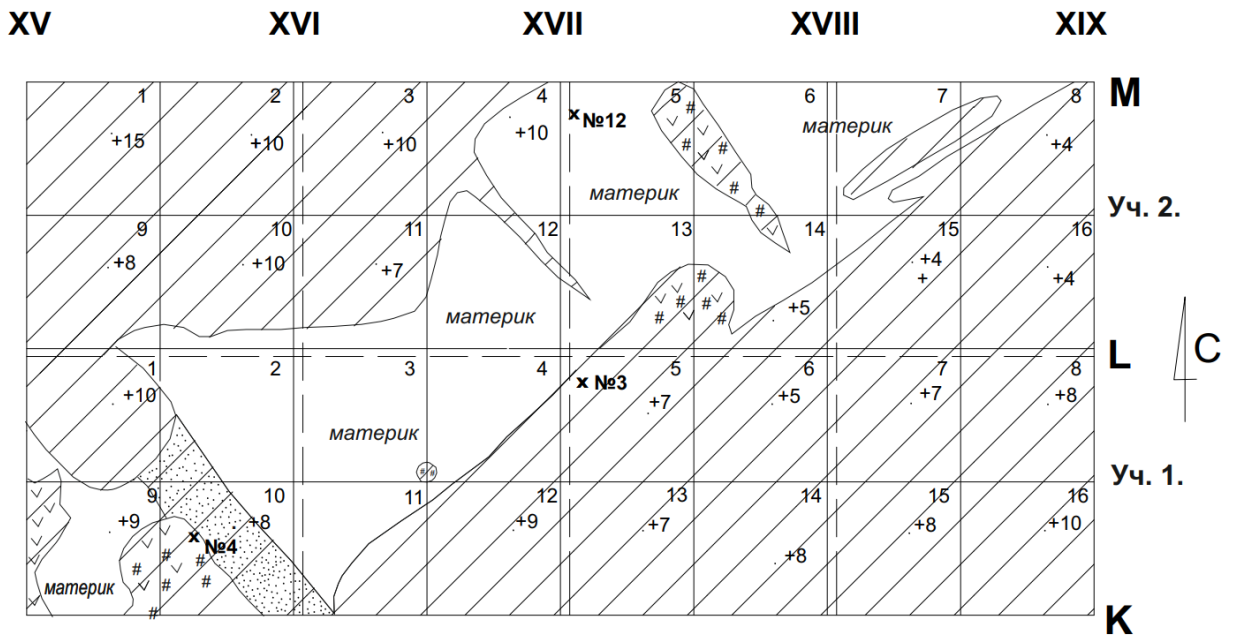 XV XVI XVII XVIII XIX
1 2 3 4 5 6 7 8 M
+15 +10 +10 +10 х №12 # материк +4
# # #
материк # Уч. 2.
9 10 11 12 13 14 15 16
+8 +10 +7 # +4 +4
# # # # +5 +
материк
L С
1 2 3 4 5 6 7 8
+10 х №3 +7 +5 +7 +8
материк
# # Уч. 1.
9 10 11 12 13 14 15 16
+9 +8 +9 +7 +8 +10
х №4 +8
# # # # # #
материк
# K